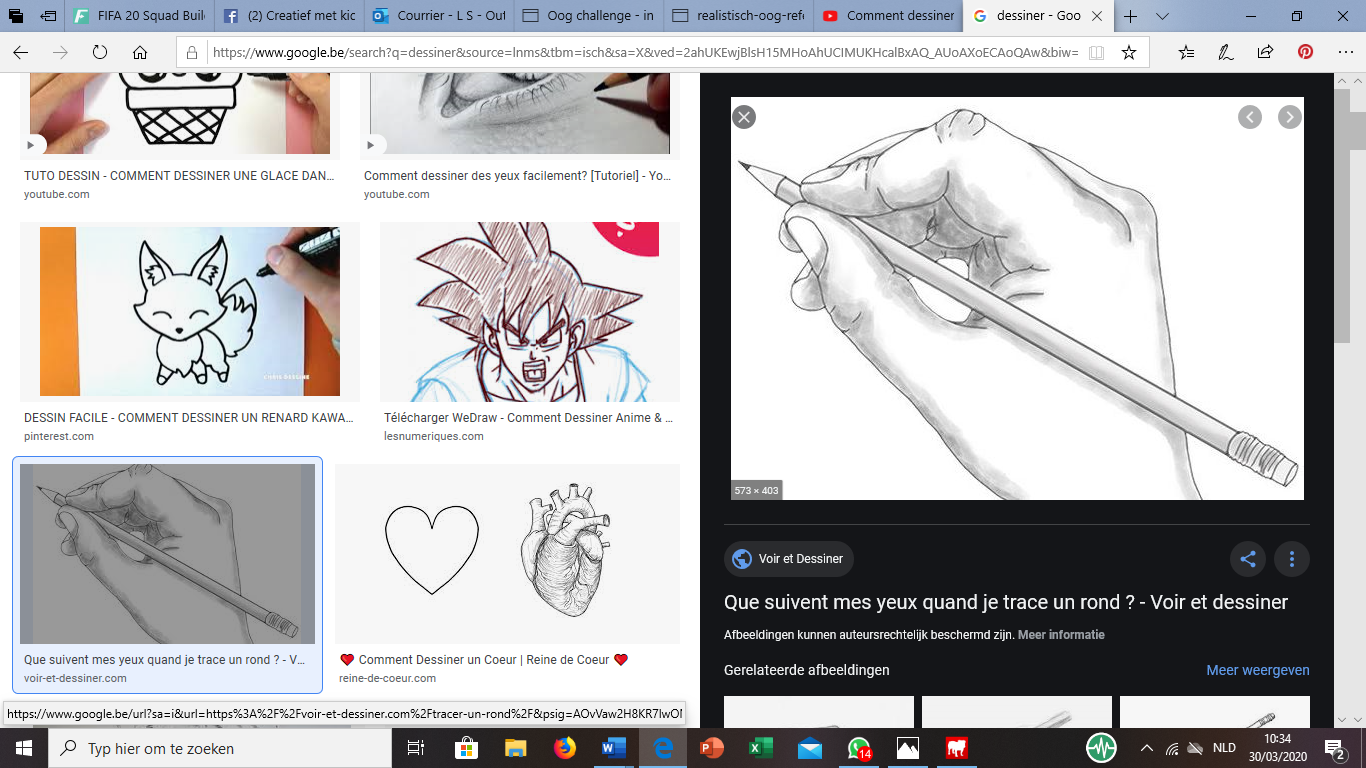 FIFA 20 Squad Buil
(2) Creatief met kic
Courrier - L S - Out
Oog challenge - in
realistisch-oog-refe
Comment dessiner
dessiner - Goo
https://www.google.be/search?q=dessiner&source=lnms&tbm=isch&sa=X&ved=2ahUKEwjBlsH15MHoAhUCIMUKHcalBxAQ_AUoAXoECAoQAw&biw=
TUTO DESSIN - COMMENT DESSINER UNE GLACE DAN...
youtube.com
Comment dessiner des yeux facilement? [Tutoriel] - Yo...
youtube.com
CHRIS DESSINE
DESSIN FACILE - COMMENT DESSINER UN RENARD KAWA...
pinterest.com
Télécharger WeDraw - Comment Dessiner Anime & ...
lesnumeriques.com
Que suivent mes yeux quand je trace un rond ? - V...
voir-et-dessiner.com
❤ Comment Dessiner un Coeur | Reine de Coeur ❤
reine-de-coeur.com
573 × 403
Voir et Dessiner
Que suivent mes yeux quand je trace un rond ? - Voir et dessiner
Afbeeldingen kunnen auteursrechtelijk beschermd zijn. Meer informatie
Gerelateerde afbeeldingen
Meer weergeven
https://www.google.be/url?sa=i&url=https%3A%2F%2Fvoir-et-dessiner.com%2Ftracer-un-rond%2F&psig=AOvVaw2H8KR7lwOl
Typ hier om te zoeken
14
NLD
10:34
30/03/2020
2